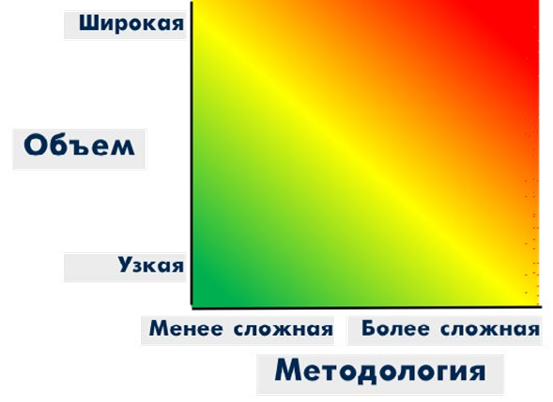 Широкая
Объем
Узкая
Менее сложная
Более сложная
Методология